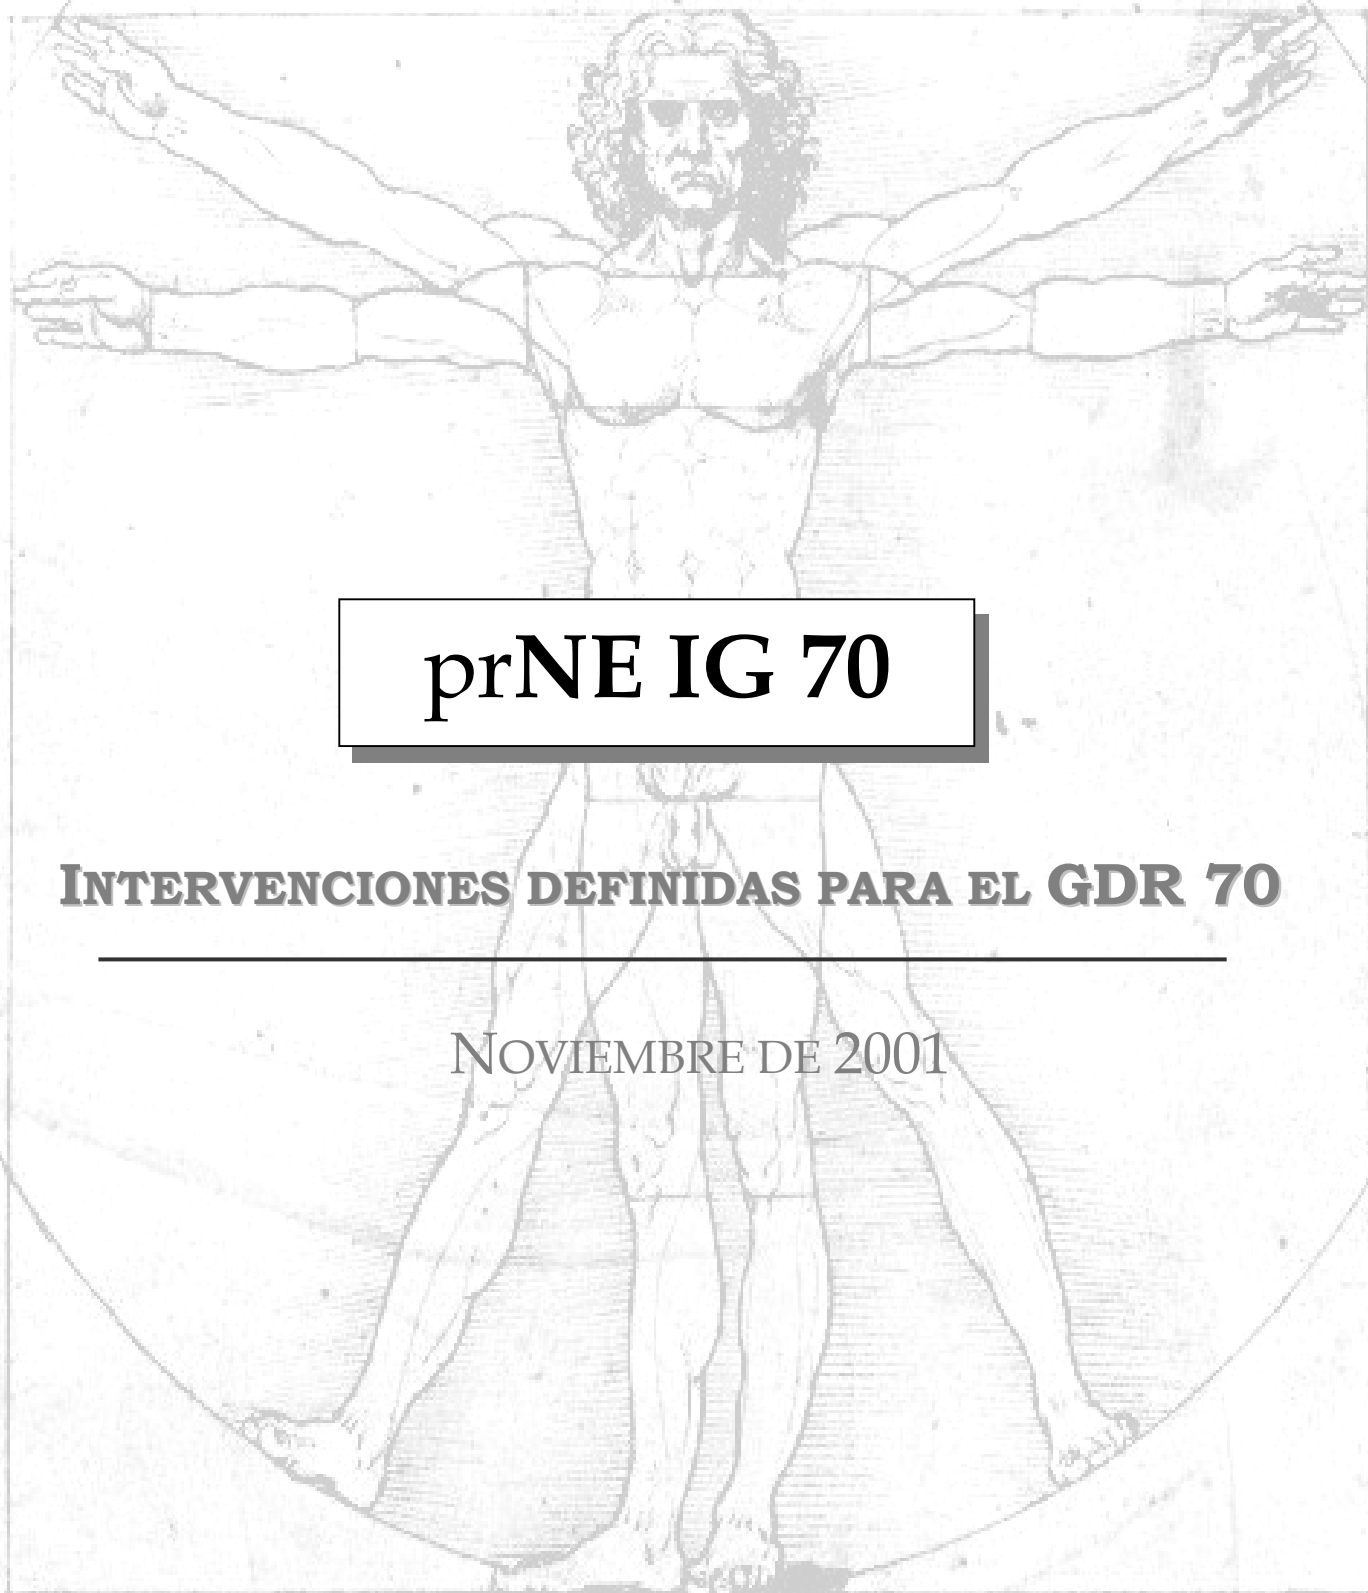 prNE IG 70
INTERVENCIONES DEFINIDAS PARA EL GDR 70
NOVIEMBRE DE 2001